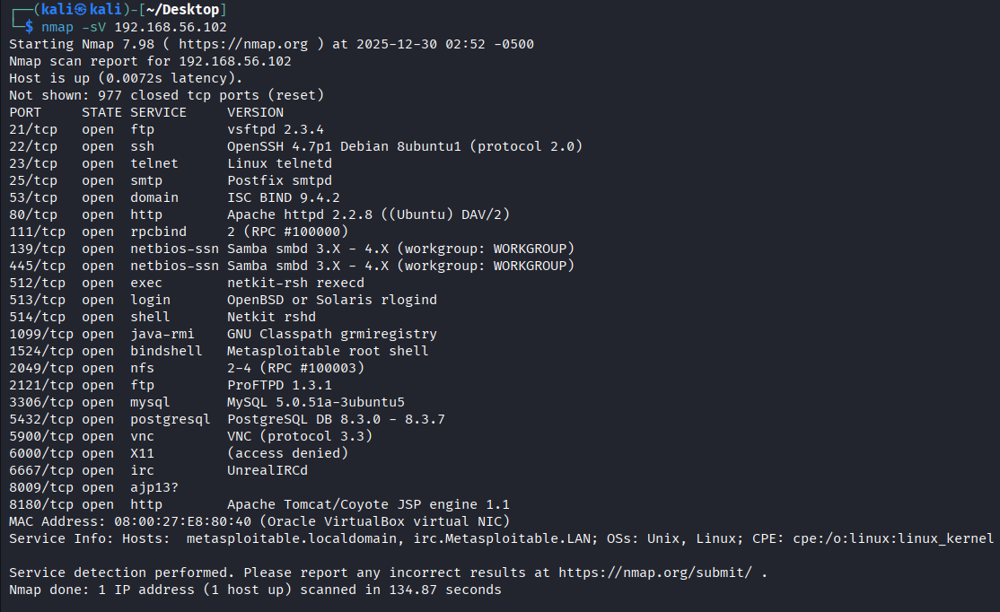 ┌──(kali㉿kali)-[~/Desktop]
└─$ nmap -sV 192.168.56.102
Starting Nmap 7.98 ( https://nmap.org ) at 2025-12-30 02:52 -0500
Nmap scan report for 192.168.56.102
Host is up (0.0072s latency).
Not shown: 977 closed tcp ports (reset)
PORT     STATE SERVICE     VERSION
21/tcp   open  ftp         vsftpd 2.3.4
22/tcp   open  ssh         OpenSSH 4.7p1 Debian 8ubuntu1 (protocol 2.0)
23/tcp   open  telnet      Linux telnetd
25/tcp   open  smtp        Postfix smtpd
53/tcp   open  domain      ISC BIND 9.4.2
80/tcp   open  http        Apache httpd 2.2.8 ((Ubuntu) DAV/2)
111/tcp  open  rpcbind     2 (RPC #100000)
139/tcp  open  netbios-ssn Samba smbd 3.X - 4.X (workgroup: WORKGROUP)
445/tcp  open  netbios-ssn Samba smbd 3.X - 4.X (workgroup: WORKGROUP)
512/tcp  open  exec        netkit-rsh rexecd
513/tcp  open  login       OpenBSD or Solaris rlogind
514/tcp  open  shell       Netkit rshd
1099/tcp open  java-rmi    GNU Classpath grmiregistry
1524/tcp open  bindshell   Metasploitable root shell
2049/tcp open  nfs         2-4 (RPC #100003)
2121/tcp open  ftp         ProFTPD 1.3.1
3306/tcp open  mysql       MySQL 5.0.51a-3ubuntu5
5432/tcp open  postgresql  PostgreSQL DB 8.3.0 - 8.3.7
5900/tcp open  vnc         VNC (protocol 3.3)
6000/tcp open  X11         (access denied)
6667/tcp open  irc         UnrealIRCd
8009/tcp open  ajp13?
8180/tcp open  http        Apache Tomcat/Coyote JSP engine 1.1
MAC Address: 08:00:27:E8:80:40 (Oracle VirtualBox virtual NIC)
Service Info: Hosts:  metasploitable.localdomain, irc.Metasploitable.LAN; OSs: Unix, Linux; CPE: cpe:/o:linux:linux_kernel
Service detection performed. Please report any incorrect results at https://nmap.org/submit/ .
Nmap done: 1 IP address (1 host up) scanned in 134.87 seconds